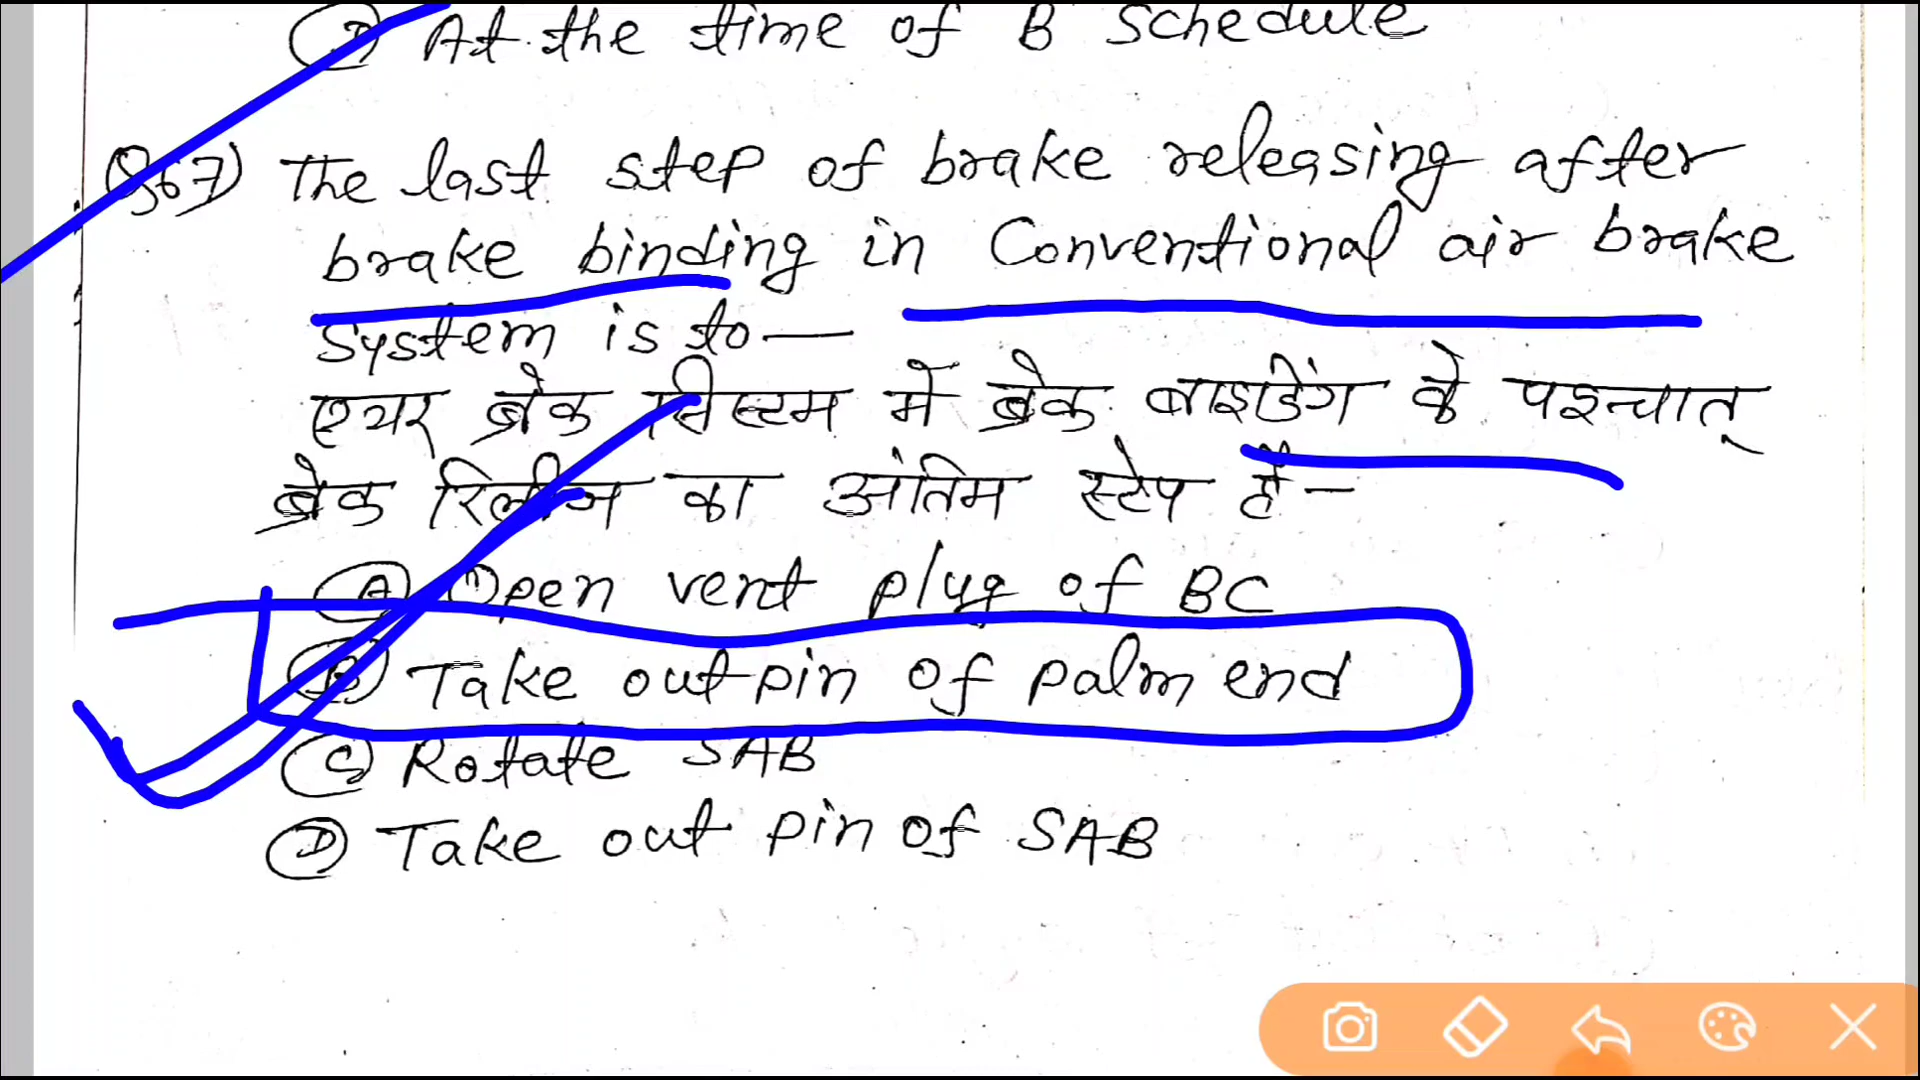 D At the time of B Schedule
Q67) The last step of brake releasing after
brake binding in Conventional air brake
System is to—
एयर ब्रेक सिस्टम में ब्रेक बाइडिंग के पश्चात्
ब्रेक रिलीज का अंतिम स्टेप है-
A Open vent plug of BC
B Take out pin of palm end
C Rotate SAB
D Take out pin of SAB